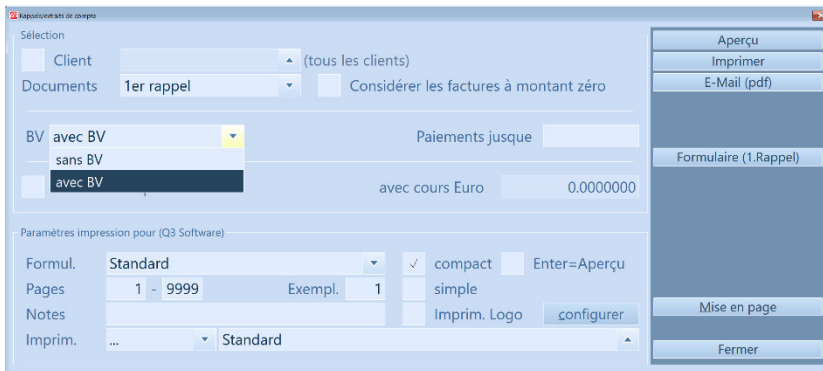 Rappels/extraits de compte
Sélection
Client (tous les clients)
Documents 1er rappel Considérer les factures à montant zéro
BV avec BV Paiements jusque
sans BV
avec BV
avec cours Euro 0.0000000
Paramètres impression pour (Q3 Software)
Formul. Standard compact Enter=Aperçu
Pages 1 - 9999 Exempl. 1 simple
Notes Imprim. Logo configurer
Imprim. ... Standard
Aperçu
Imprimer
E-Mail (pdf)
Formulaire (1.Rappel)
Mise en page
Fermer